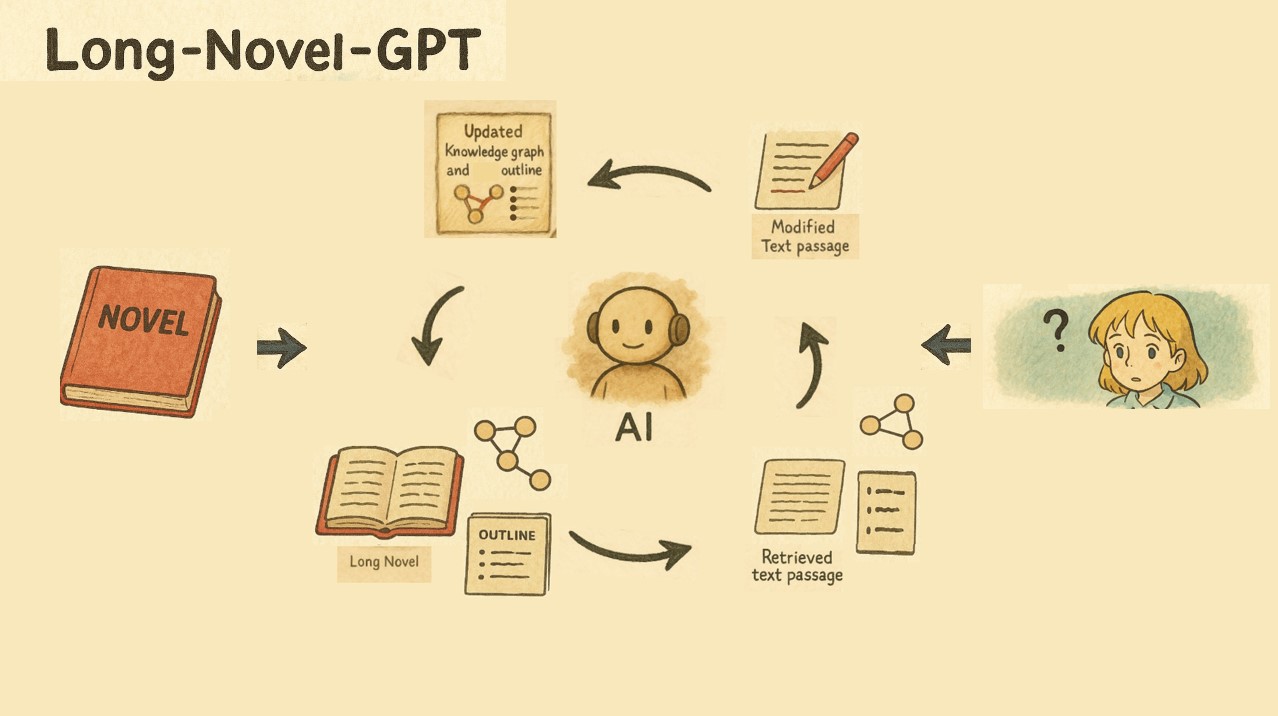 Long-Novel-GPT
Updated
Knowledge graph
and outline
Modified
Text passage
NOVEL
?
AI
OUTLINE
Long Novel
Retrieved
text passage